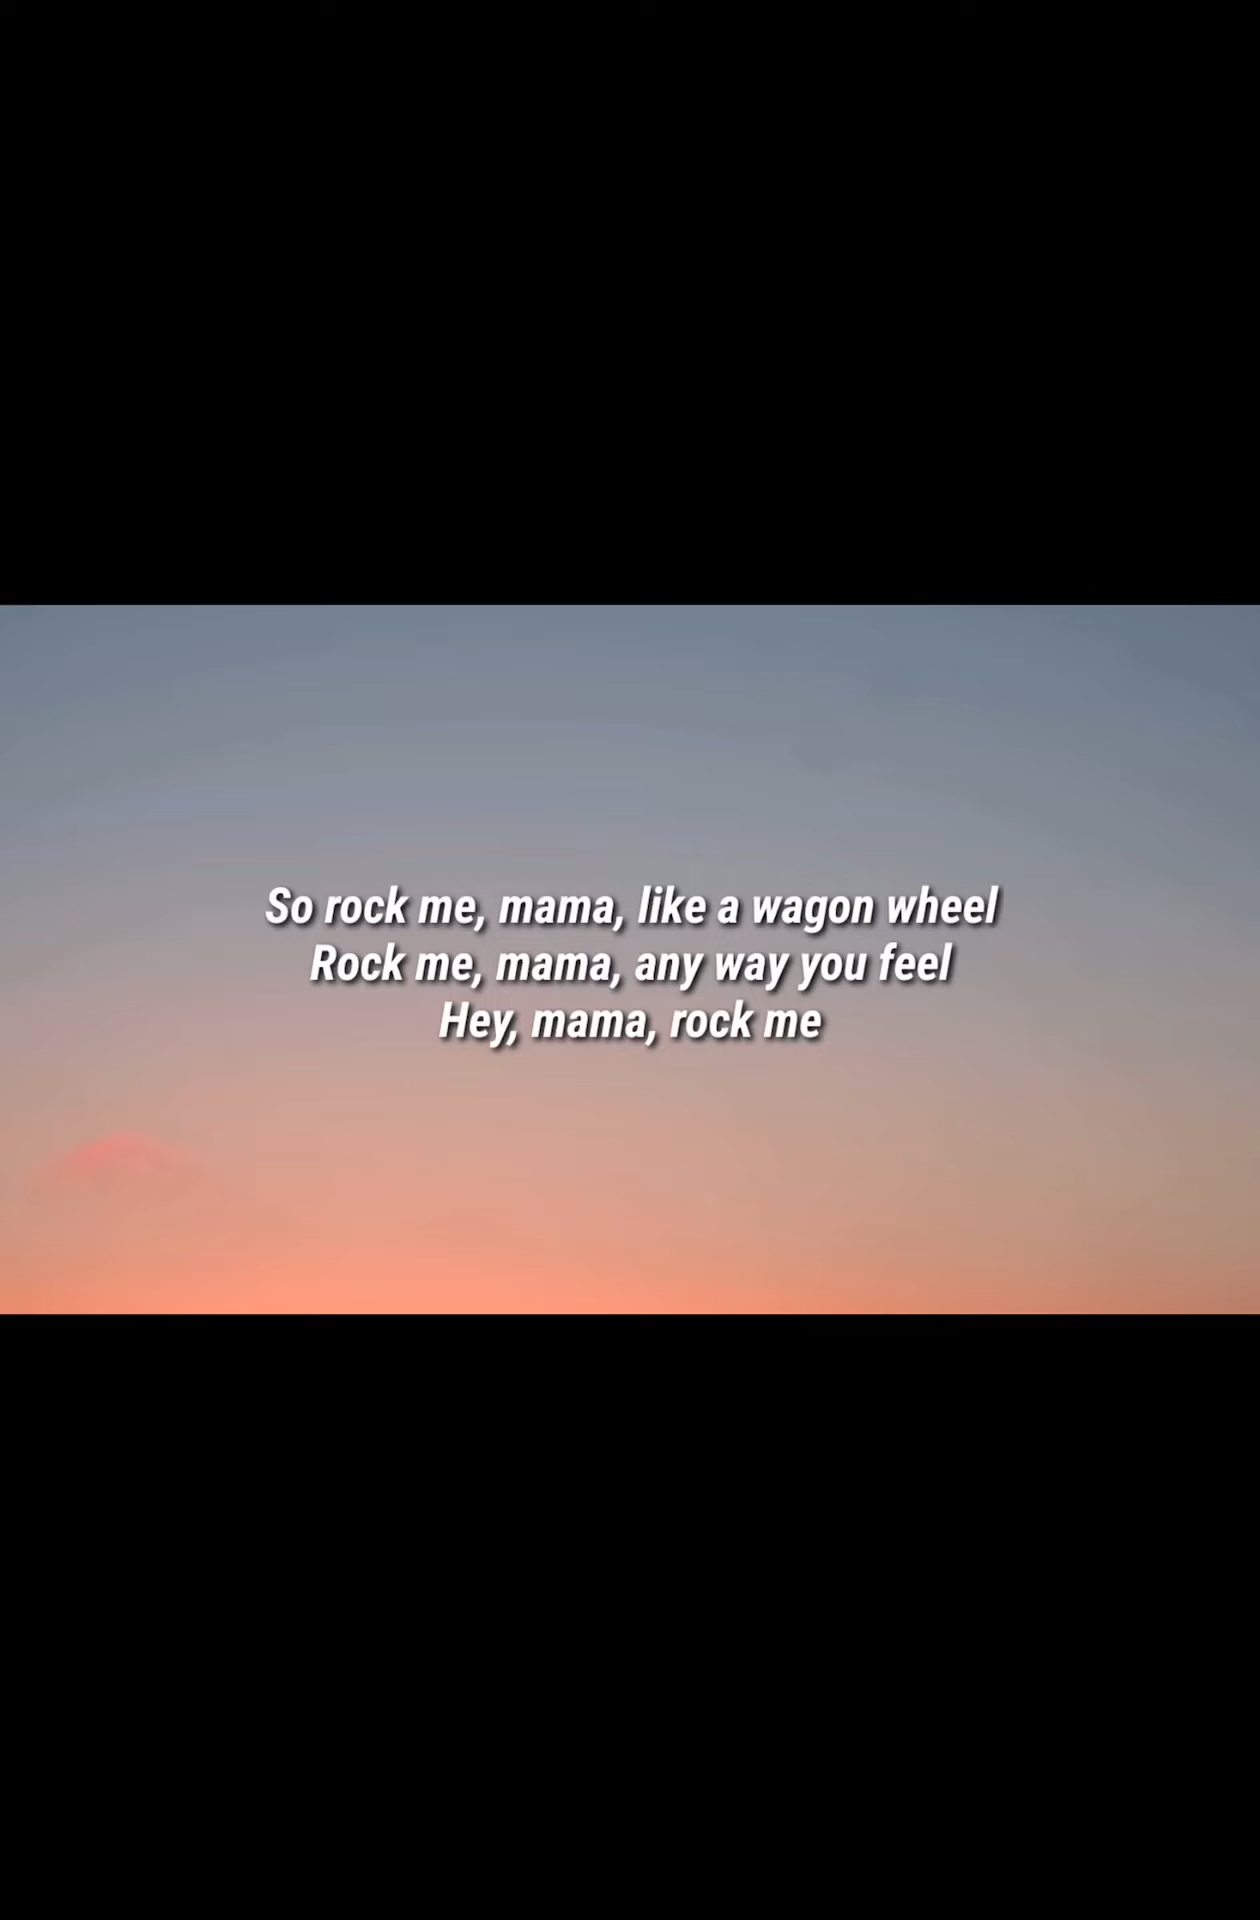 So rock me, mama, like a wagon wheel
Rock me, mama, any way you feel
Hey, mama, rock me